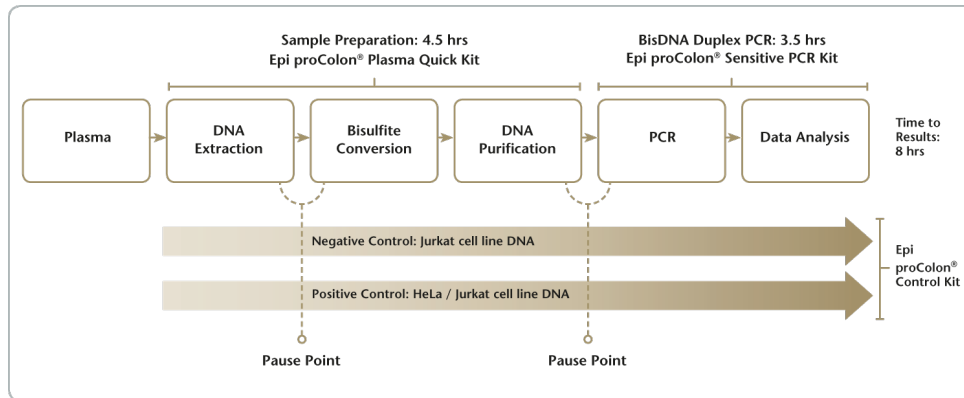 Sample Preparation: 4.5 hrs
Epi proColon® Plasma Quick Kit
BisDNA Duplex PCR: 3.5 hrs
Epi proColon® Sensitive PCR Kit
Plasma
DNA
Extraction
Bisulfite
Conversion
DNA
Purification
PCR
Data Analysis
Time to
Results:
8 hrs
Negative Control: Jurkat cell line DNA
Positive Control: HeLa / Jurkat cell line DNA
Epi
proColon®
Control Kit
Pause Point
Pause Point